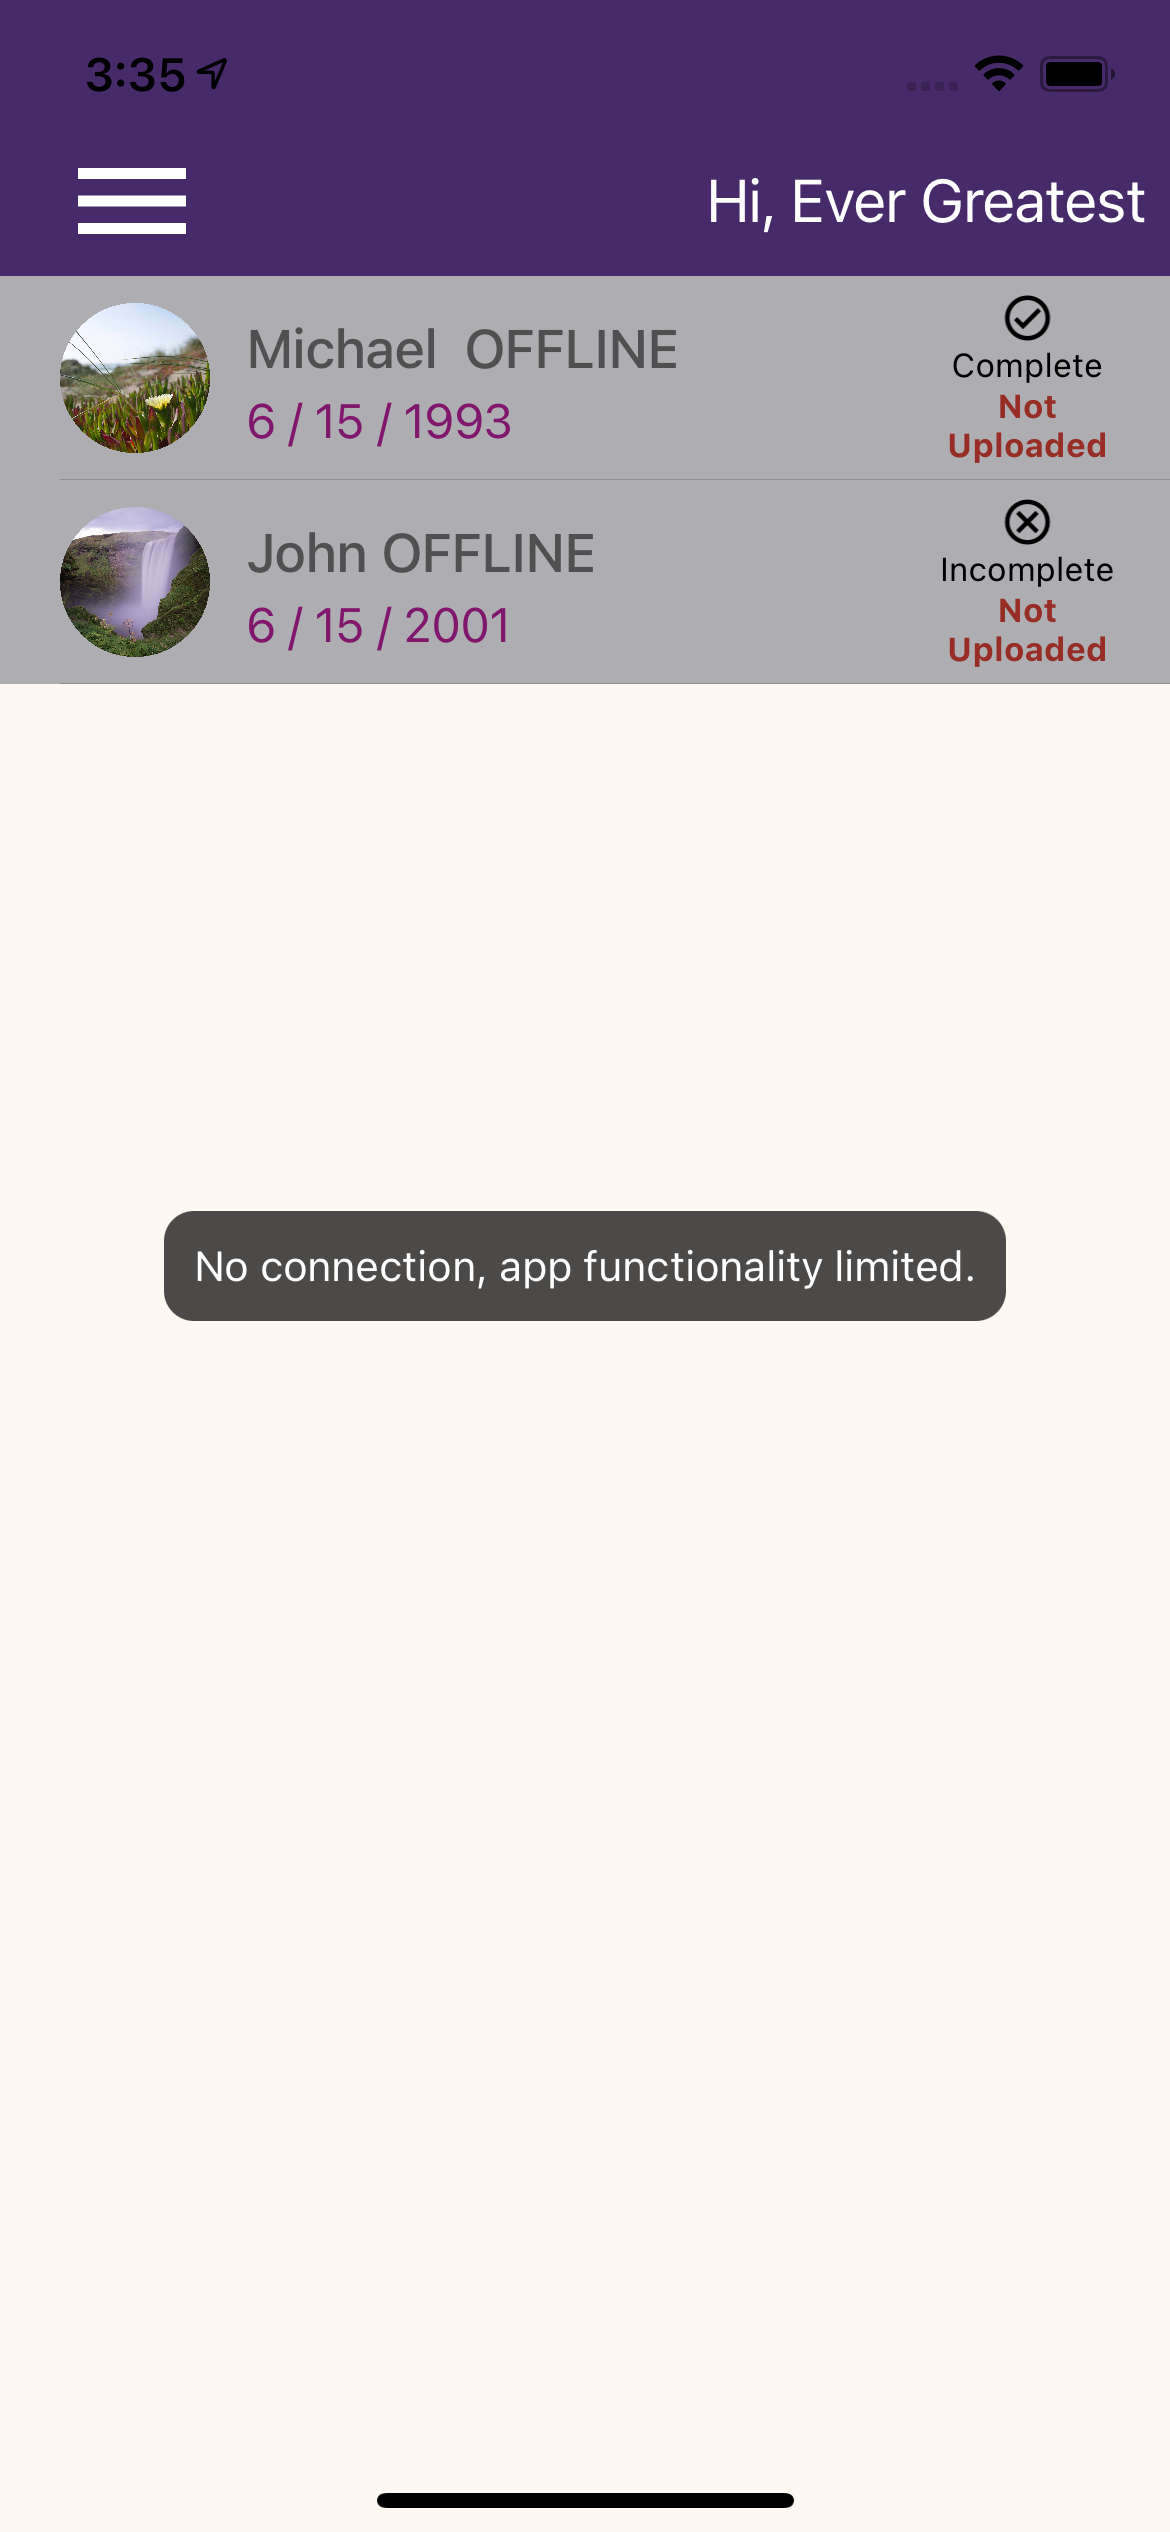 3:35
Hi, Ever Greatest
Michael  OFFLINE
6 / 15 / 1993
Complete
Not
Uploaded
John OFFLINE
6 / 15 / 2001
Incomplete
Not
Uploaded
No connection, app functionality limited.